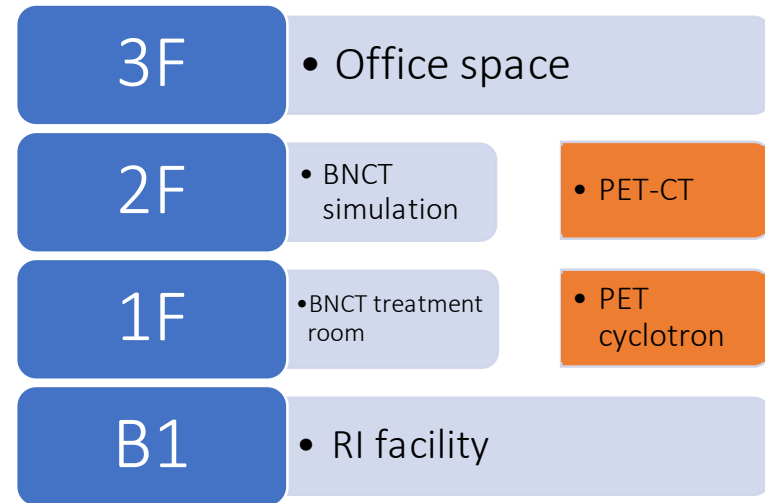 3F
• Office space
2F
• BNCT
simulation
• PET-CT
1F
•BNCT treatment
room
• PET
cyclotron
B1
• RI facility